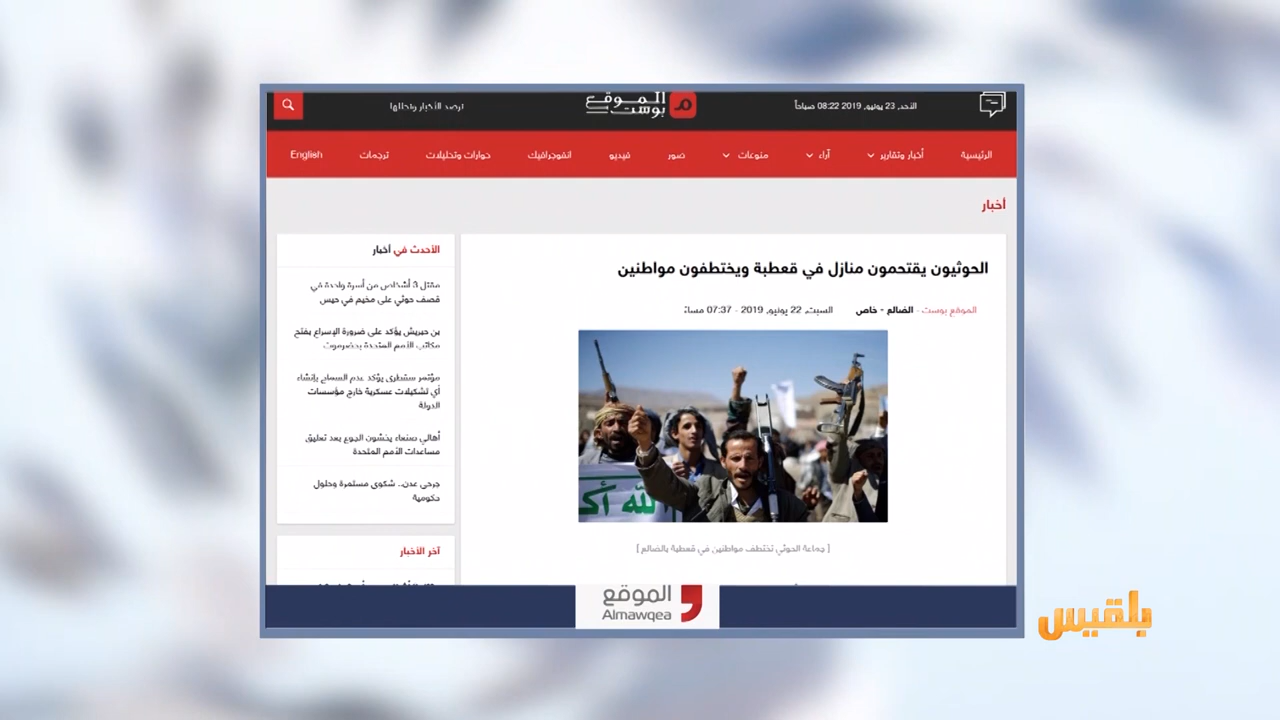 الأحد, 23 يونيو, 2019 08:22 صباحاً
الموقع
بوست
ترصد الأخبار وتحللها
الرئيسية
أخبار وتقارير
آراء
منوعات
صور
فيديو
انفوجرافيك
حوارات وتحليلات
ترجمات
English
أخبار
الحوثيون يقتحمون منازل في قعطبة ويختطفون مواطنين
الموقع بوست - الضالع - خاص
السبت, 22 يونيو, 2019 - 07:37 مساءً
الله أك
[ جماعة الحوثي تختطف مواطنين في قعطبة بالضالع ]
الأحدث في أخبار
مقتل 3 أشخاص من أسرة واحدة في
قصف حوثي على مخيم في حيس
بن حبريش يؤكد على ضرورة الإسراع بفتح
مكاتب الأمم المتحدة بحضرموت
مؤتمر سقطرى يؤكد عدم السماح بإنشاء
أي تشكيلات عسكرية خارج مؤسسات
الدولة
أهالي صنعاء يخشون الجوع بعد تعليق
مساعدات الأمم المتحدة
جرحى عدن.. شكوى مستمرة وحلول
حكومية
آخر الأخبار
الموقع
Almawqea
بلقيس